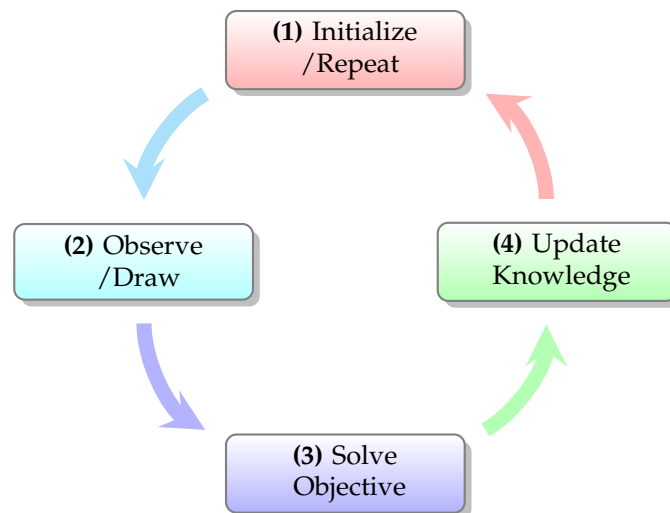 (1) Initialize
/Repeat
(2) Observe
/Draw
(4) Update
Knowledge
(3) Solve
Objective